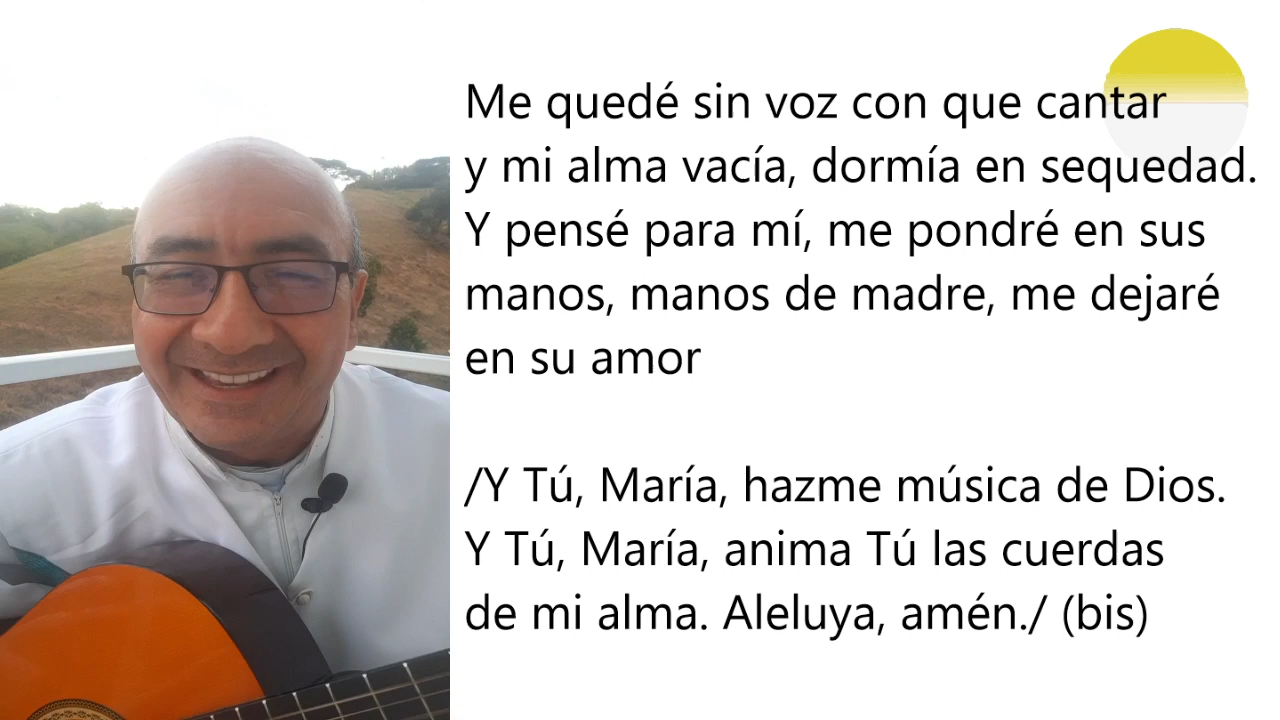 Me quedé sin voz con que cantar
y mi alma vacía, dormía en sequedad.
Y pensé para mí, me pondré en sus
manos, manos de madre, me dejaré
en su amor
/Y Tú, María, hazme música de Dios.
Y Tú, María, anima Tú las cuerdas
de mi alma. Aleluya, amén./ (bis)